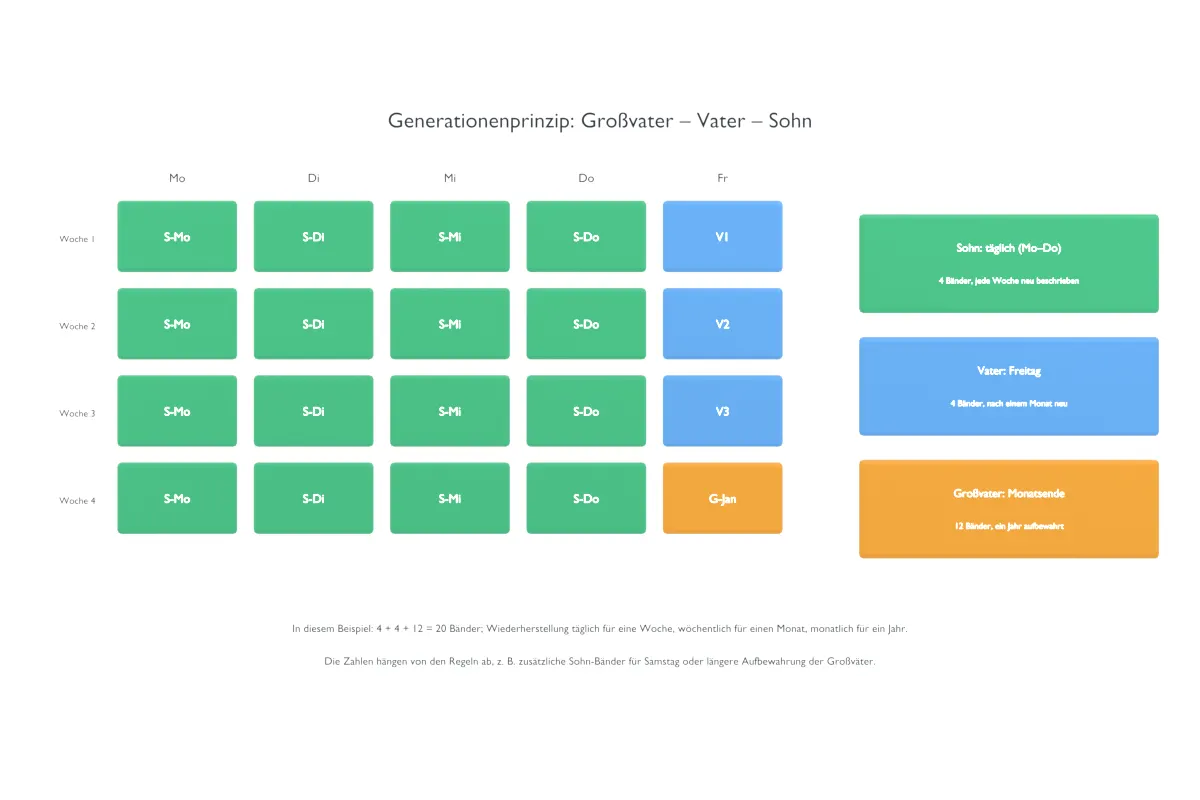 Generationenprinzip: Großvater – Vater – Sohn
Mo Di Mi Do Fr
Woche 1 S-Mo S-Di S-Mi S-Do V1
Woche 2 S-Mo S-Di S-Mi S-Do V2
Woche 3 S-Mo S-Di S-Mi S-Do V3
Woche 4 S-Mo S-Di S-Mi S-Do G-Jan
Sohn: täglich (Mo–Do)
4 Bänder, jede Woche neu beschrieben
Vater: Freitag
4 Bänder, nach einem Monat neu
Großvater: Monatsende
12 Bänder, ein Jahr aufbewahrt
In diesem Beispiel: 4 + 4 + 12 = 20 Bänder; Wiederherstellung täglich für eine Woche, wöchentlich für einen Monat, monatlich für ein Jahr.
Die Zahlen hängen von den Regeln ab, z. B. zusätzliche Sohn-Bänder für Samstag oder längere Aufbewahrung der Großväter.